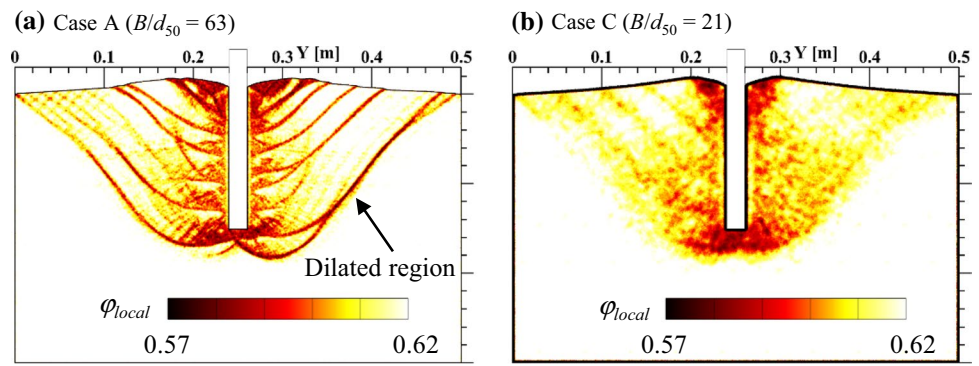 (a) Case A (B/d50 = 63)
0 0.1 0.2 Y [m] 0.3 0.4 0.5
Dilated region
φlocal
0.57 0.62
(b) Case C (B/d50 = 21)
0 0.1 0.2 Y [m] 0.3 0.4 0.5
φlocal
0.57 0.62